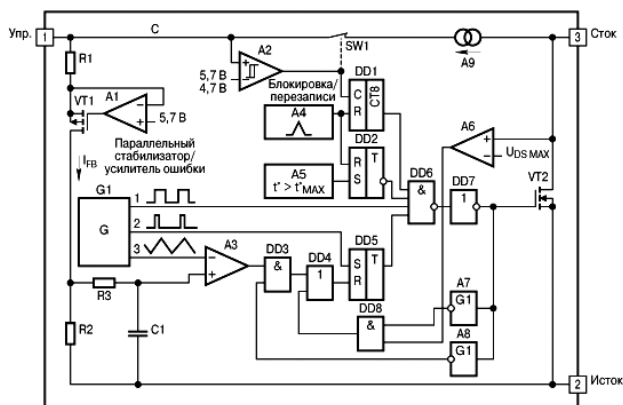 Упр.
1
C
SW1
3
Сток
R1
A2
A9
5,7 В
4,7 В
DD1
C
R
CT8
VT1
A1
5,7 В
Блокировка/
перезаписи
A4
Параллельный
стабилизатор/
усилитель ошибки
IFB
DD2
R
S
T
A5
t° > t°MAX
A6
UDS MAX
VT2
DD6
&
DD7
1
G1
G
1
2
3
A3
DD3
&
DD4
1
DD5
S
R
T
R3
R2
C1
DD8
&
A7
G1
A8
G1
2
Исток